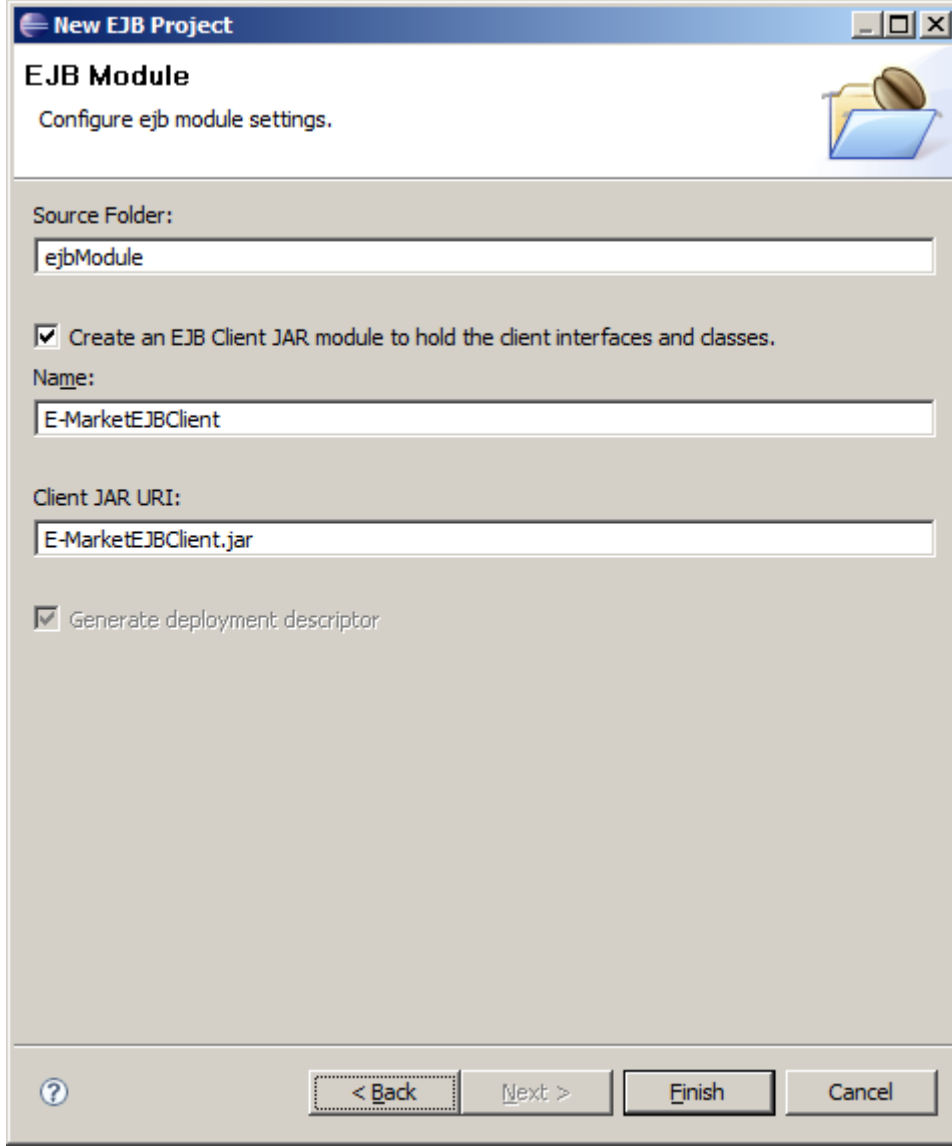 New EJB Project
EJB Module
Configure ejb module settings.
Source Folder:
ejbModule
Create an EJB Client JAR module to hold the client interfaces and classes.
Name:
E-MarketEJBClient
Client JAR URI:
E-MarketEJBClient.jar
Generate deployment descriptor
?
< Back
Next >
Finish
Cancel